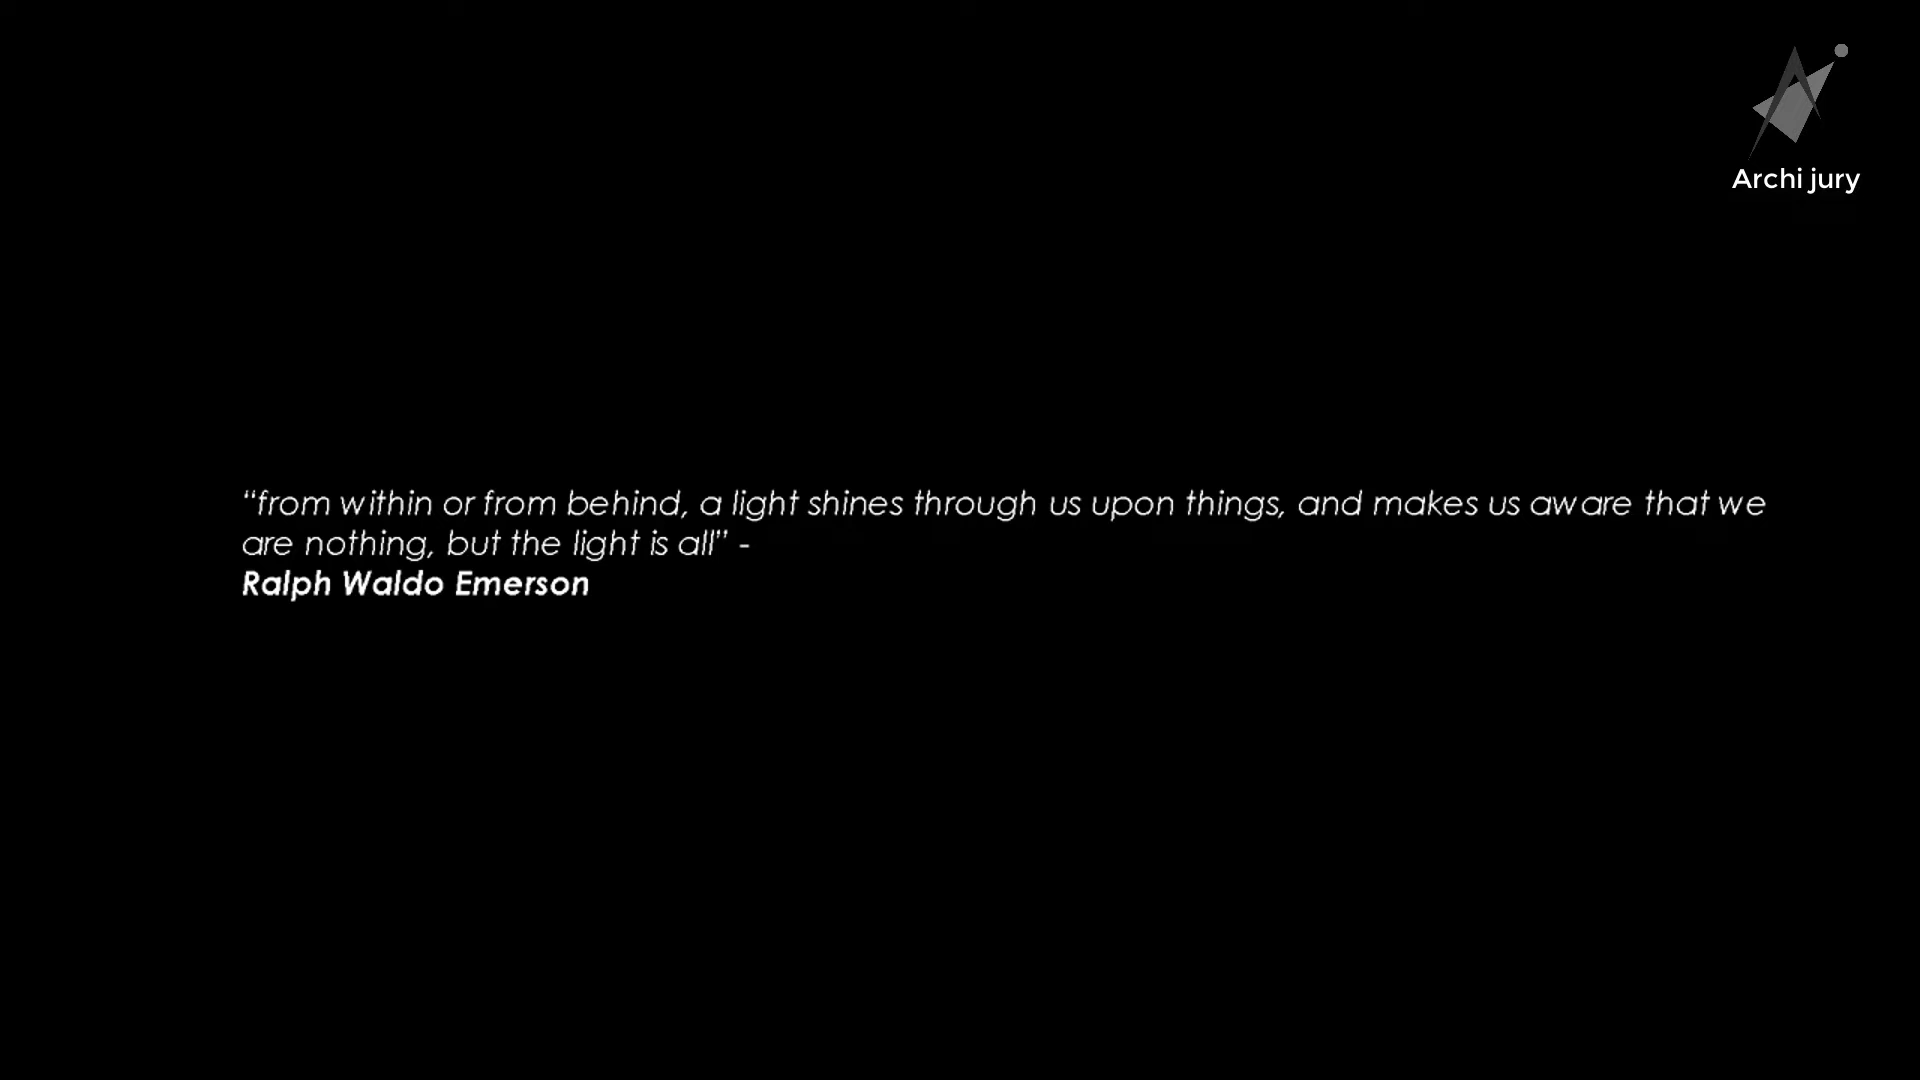 Archi jury
“from within or from behind, a light shines through us upon things, and makes us aware that we
are nothing, but the light is all” -
Ralph Waldo Emerson